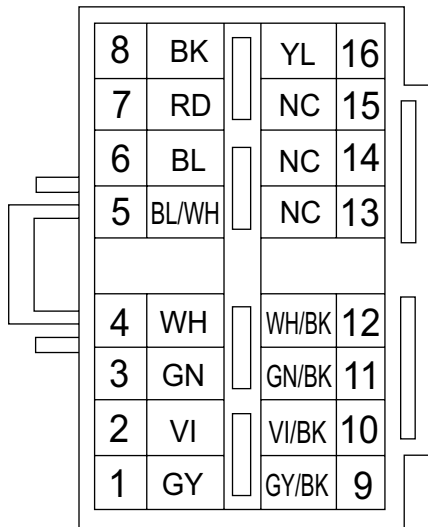 8 BK YL 16
7 RD NC 15
6 BL NC 14
5 BL/WH NC 13
4 WH WH/BK 12
3 GN GN/BK 11
2 VI VI/BK 10
1 GY GY/BK 9